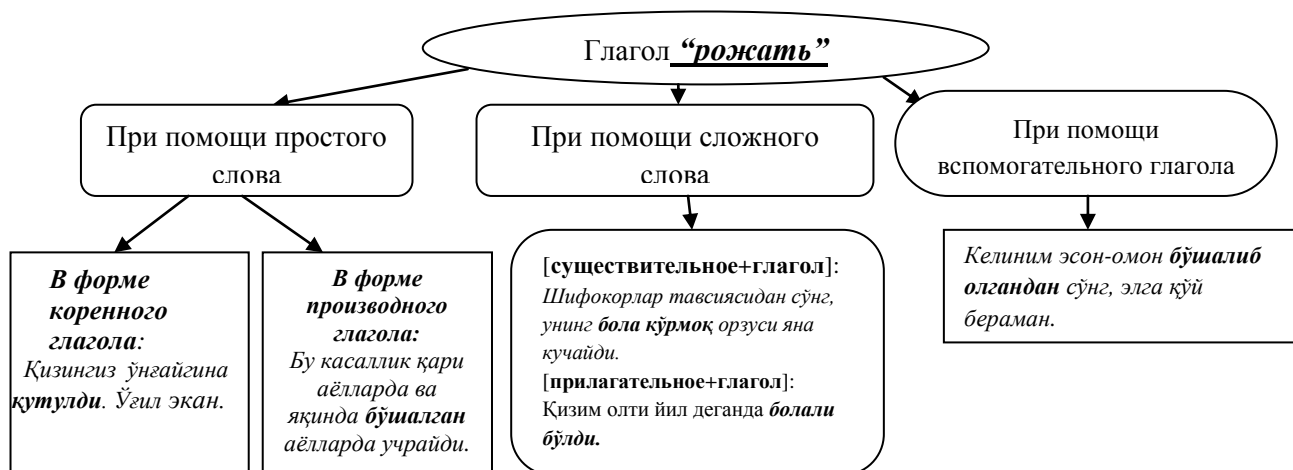 Глагол “рожать”
При помощи простого
слова
При помощи сложного
слова
При помощи
вспомогательного глагола
В форме
коренного
глагола:
Қизингиз ўнғайгина
қутулди. Ўғил экан.
В форме
производного
глагола:
Бу касаллик қари
аёлларда ва
яқинда бўшалган
аёлларда учрайди.
[существительное+глагол]:
Шифокорлар тавсиясидан сўнг,
унинг бола кўрмоқ орзуси яна
кучайди.
[прилагательное+глагол]:
Қизим олти йил деганда болали
бўлди.
Келиним эсон-омон бўшалиб
олгандан сўнг, элга қўй
бераман.